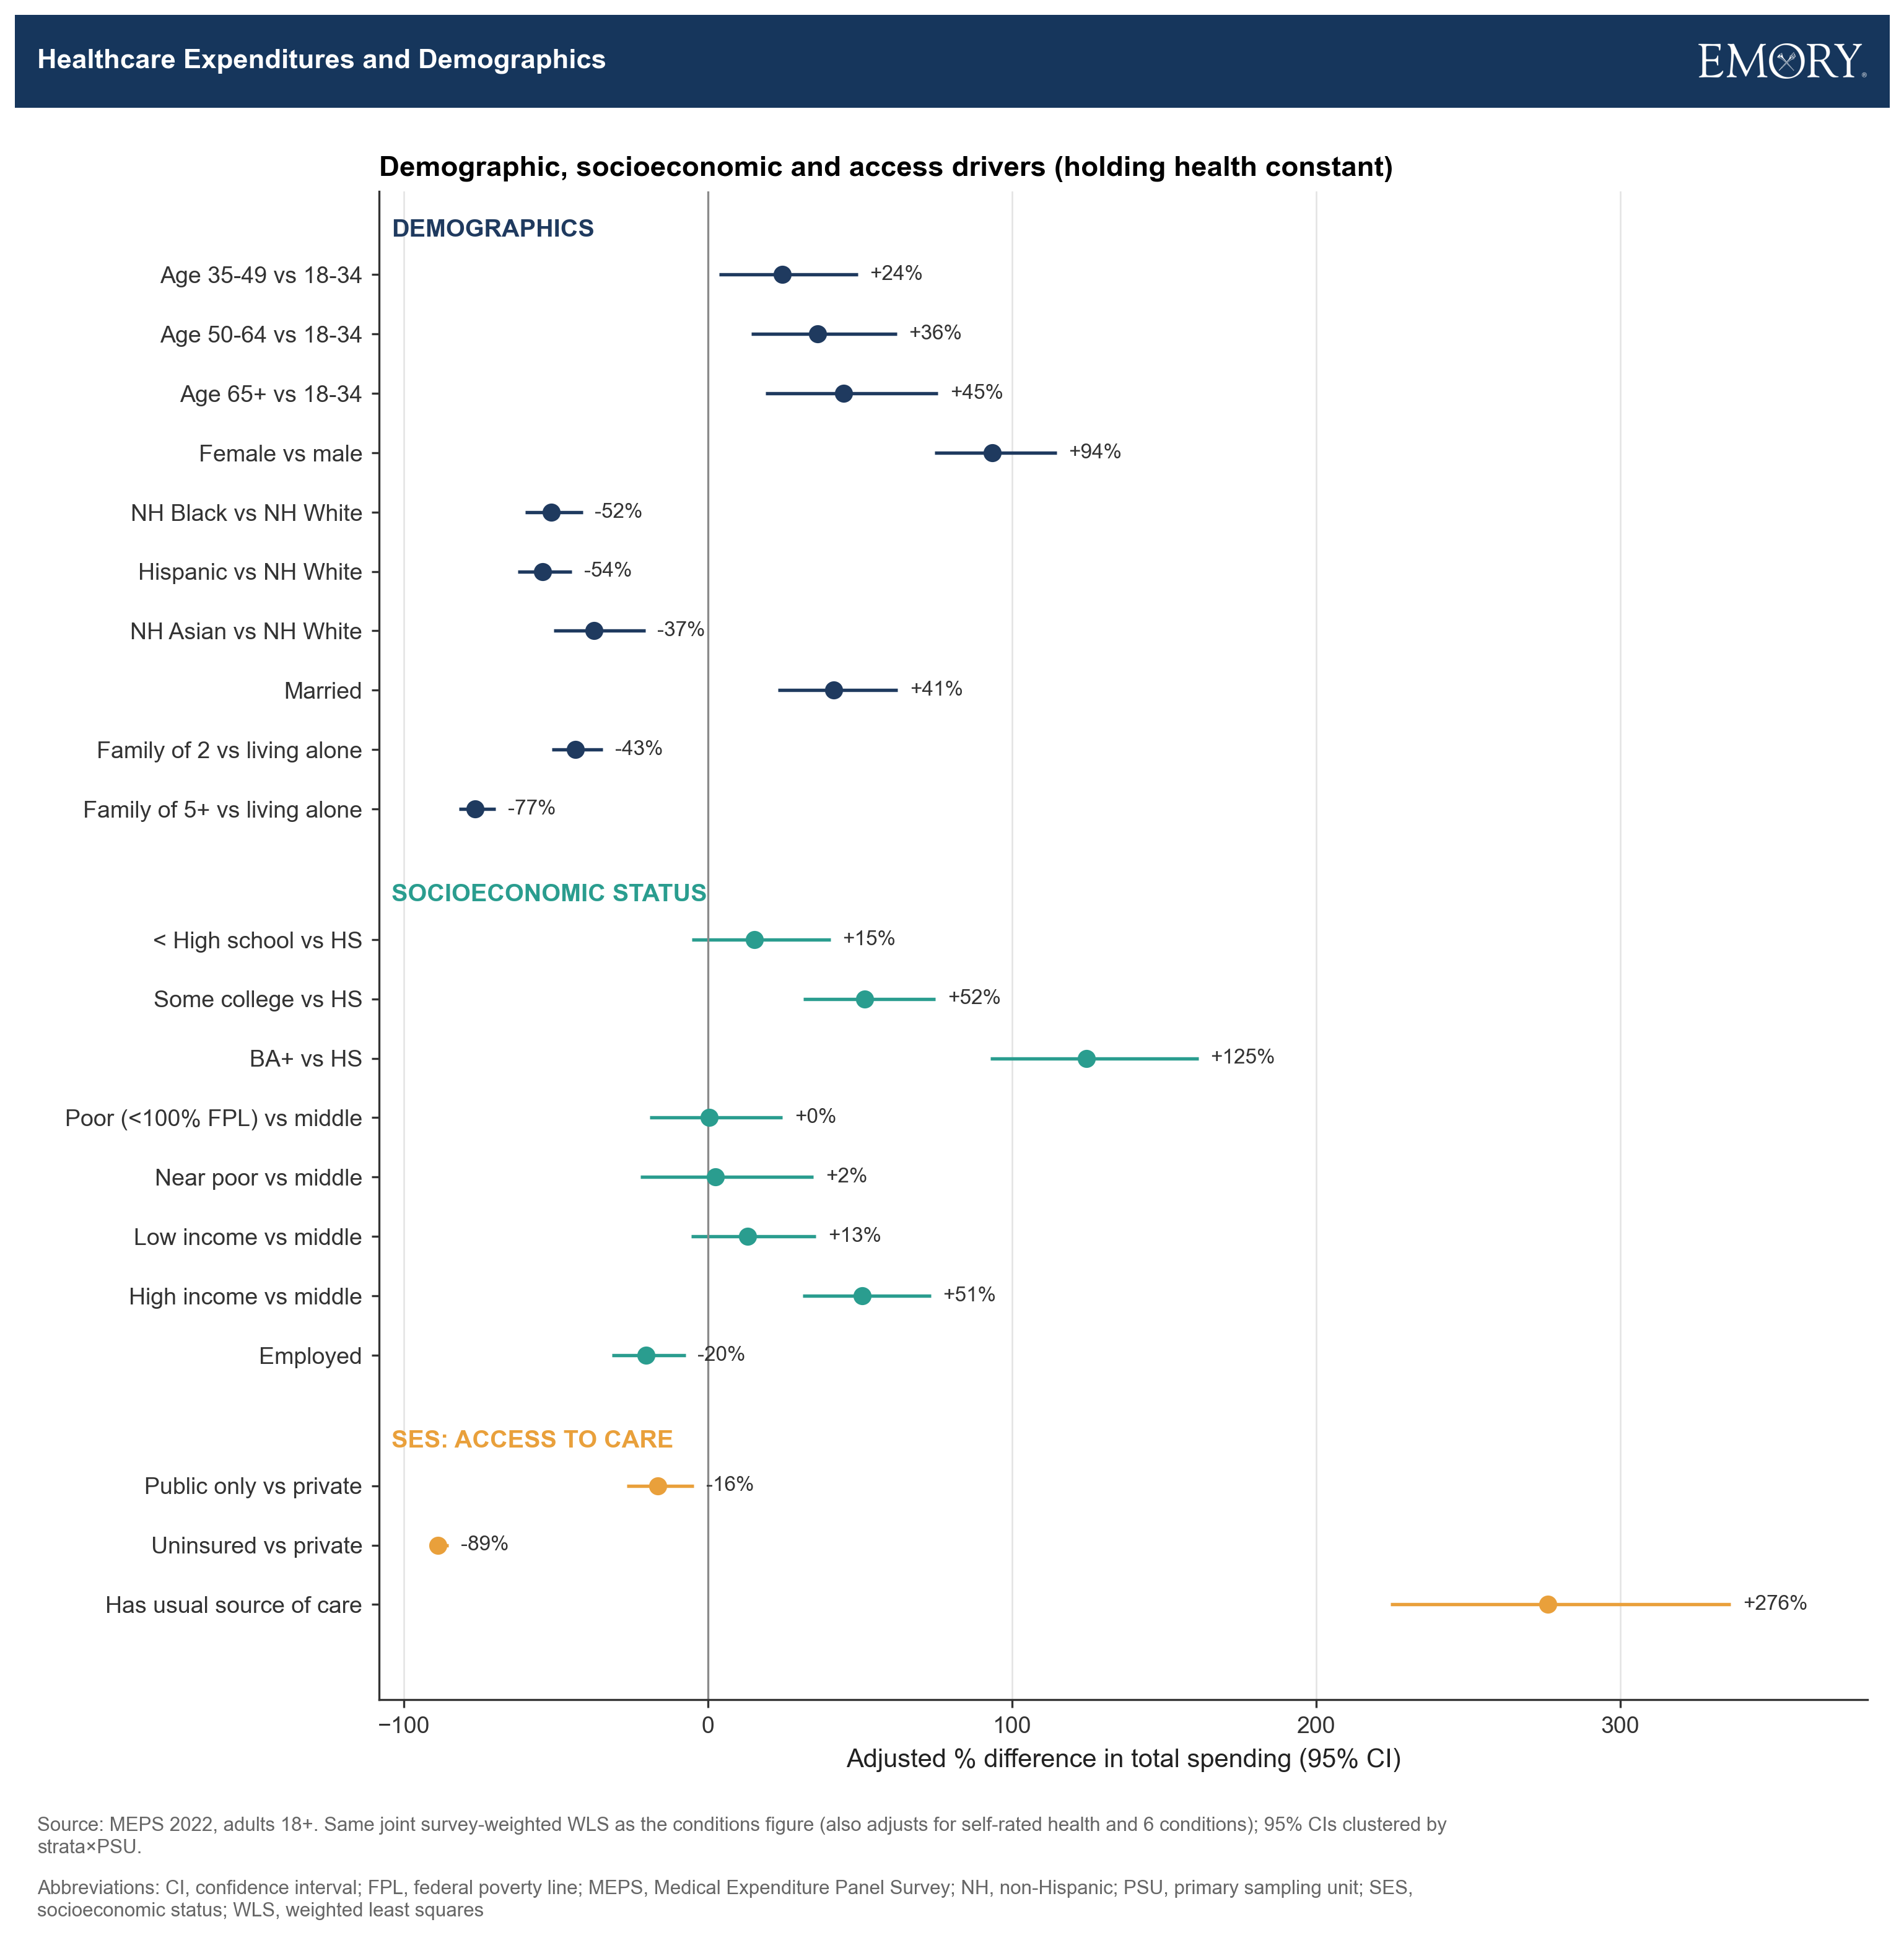 Healthcare Expenditures and Demographics
EMORY®
Demographic, socioeconomic and access drivers (holding health constant)
DEMOGRAPHICS
Age 35-49 vs 18-34 +24%
Age 50-64 vs 18-34 +36%
Age 65+ vs 18-34 +45%
Female vs male +94%
NH Black vs NH White -52%
Hispanic vs NH White -54%
NH Asian vs NH White -37%
Married +41%
Family of 2 vs living alone -43%
Family of 5+ vs living alone -77%
SOCIOECONOMIC STATUS
< High school vs HS +15%
Some college vs HS +52%
BA+ vs HS +125%
Poor (<100% FPL) vs middle +0%
Near poor vs middle +2%
Low income vs middle +13%
High income vs middle +51%
Employed -20%
SES: ACCESS TO CARE
Public only vs private -16%
Uninsured vs private -89%
Has usual source of care +276%
−100 0 100 200 300
Adjusted % difference in total spending (95% CI)
Source: MEPS 2022, adults 18+. Same joint survey-weighted WLS as the conditions figure (also adjusts for self-rated health and 6 conditions); 95% CIs clustered by
strata×PSU.
Abbreviations: CI, confidence interval; FPL, federal poverty line; MEPS, Medical Expenditure Panel Survey; NH, non-Hispanic; PSU, primary sampling unit; SES,
socioeconomic status; WLS, weighted least squares